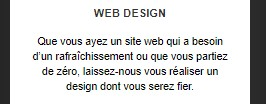 WEB DESIGN
Que vous ayez un site web qui a besoin
d'un rafraîchissement ou que vous partiez
de zéro, laissez-nous vous réaliser un
design dont vous serez fier.